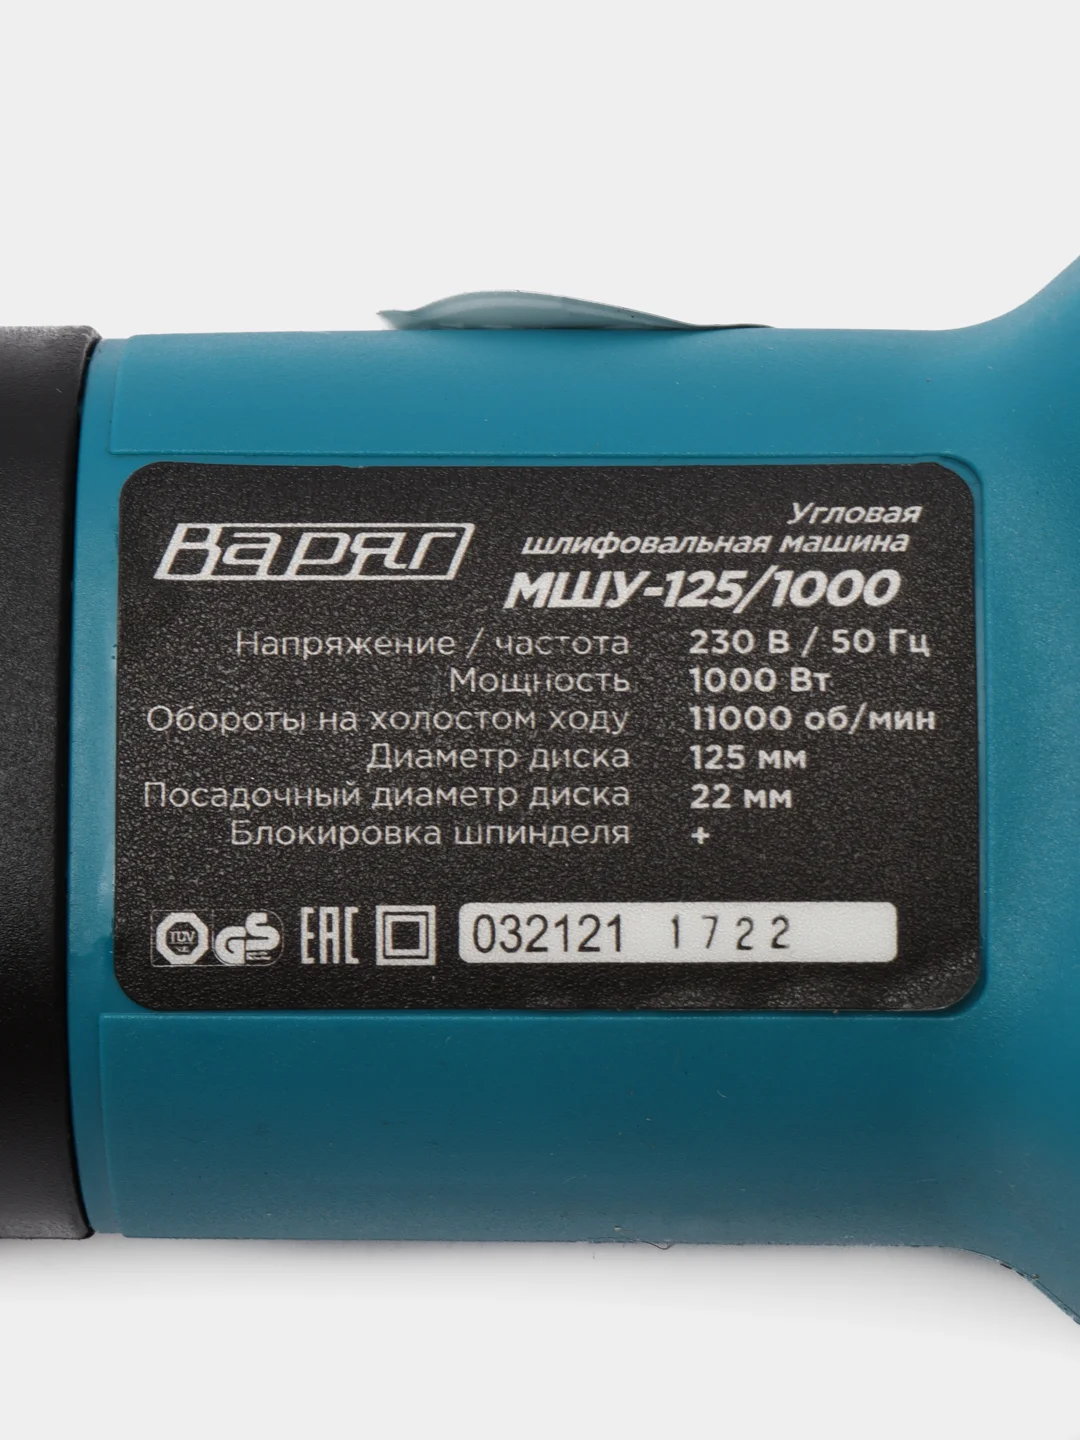 Варяг
Угловая
шлифовальная машина
МШУ-125/1000
Напряжение / частота 230 В / 50 Гц
Мощность 1000 Вт
Обороты на холостом ходу 11000 об/мин
Диаметр диска 125 мм
Посадочный диаметр диска 22 мм
Блокировка шпинделя +
TÜV GS EAC 032121 1722